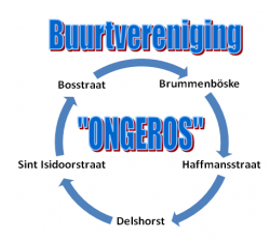 Buurtvereniging
Bosstraat
Brummenböske
"ONGEROS"
Sint Isidoorstraat
Haffmansstraat
Delshorst